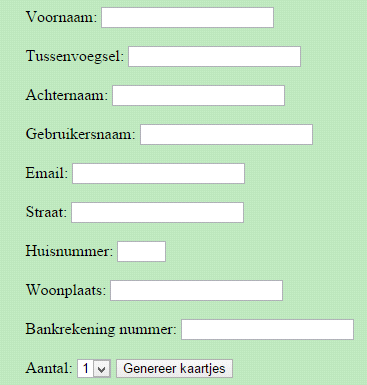 Voornaam:
Tussenvoegsel:
Achternaam:
Gebruikersnaam:
Email:
Straat:
Huisnummer:
Woonplaats:
Bankrekening nummer:
Aantal: 1 Genereer kaartjes